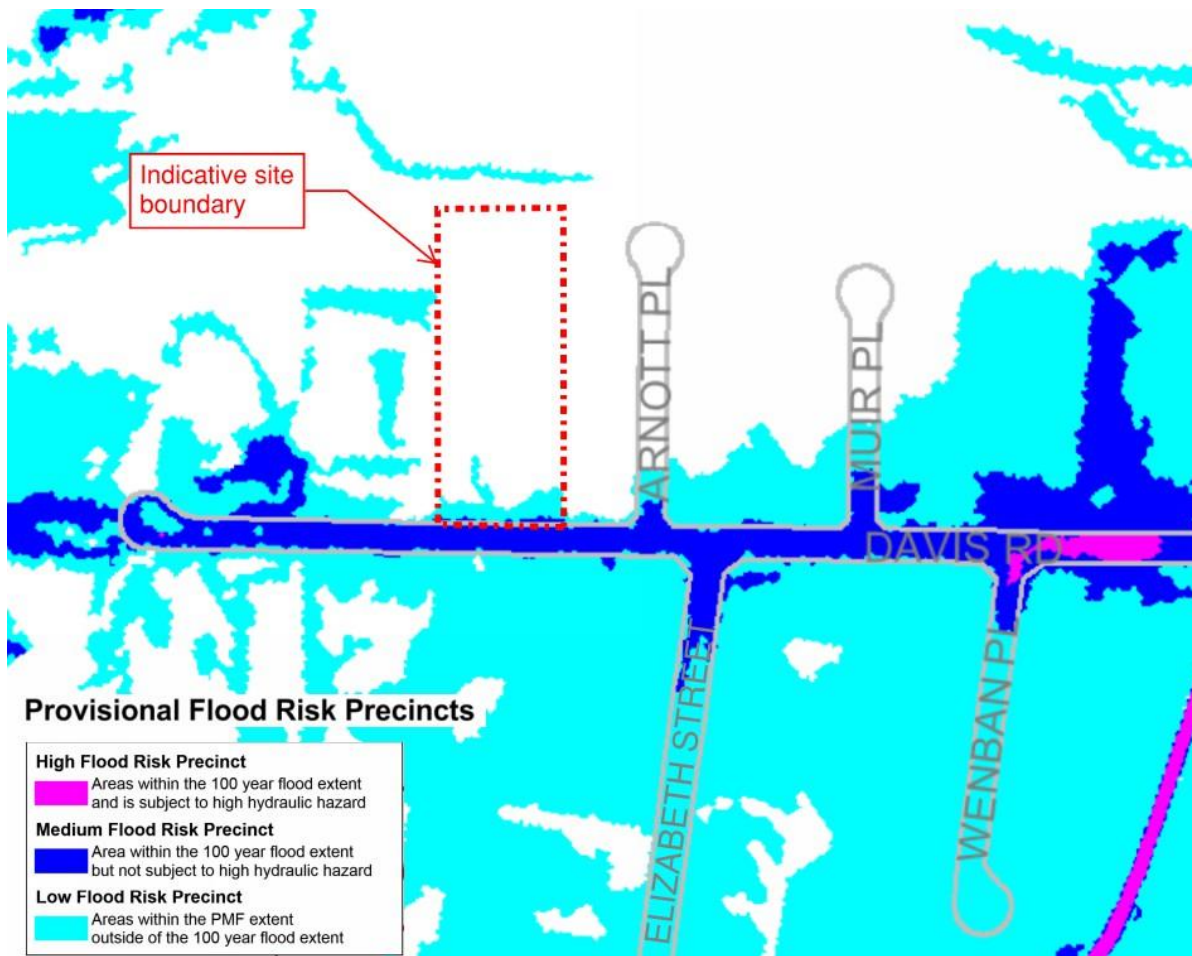 Indicative site
boundary
ARNOTT PL
MUIR PL
DAVIS RD
ELIZABETH STREET
WENBAN PL
Provisional Flood Risk Precincts
High Flood Risk Precinct
Areas within the 100 year flood extent
and is subject to high hydraulic hazard
Medium Flood Risk Precinct
Area within the 100 year flood extent
but not subject to high hydraulic hazard
Low Flood Risk Precinct
Areas within the PMF extent
outside of the 100 year flood extent